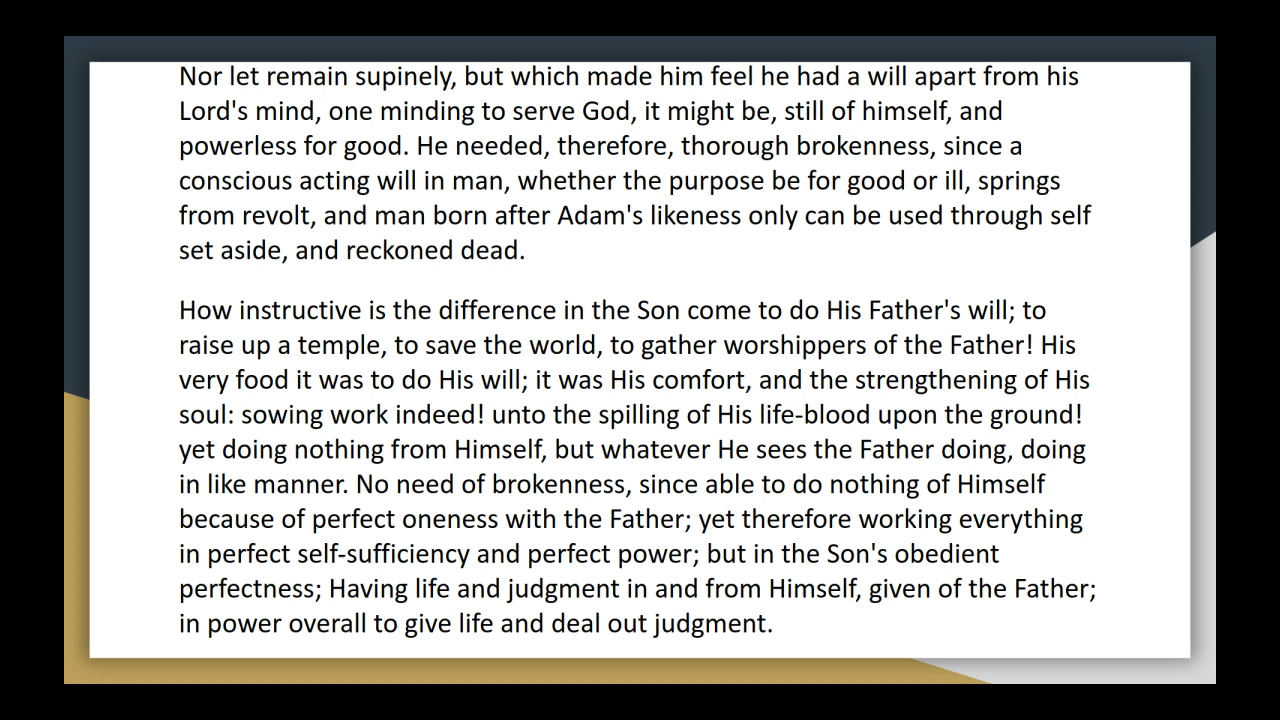 Nor let remain supinely, but which made him feel he had a will apart from his
Lord's mind, one minding to serve God, it might be, still of himself, and
powerless for good. He needed, therefore, thorough brokenness, since a
conscious acting will in man, whether the purpose be for good or ill, springs
from revolt, and man born after Adam's likeness only can be used through self
set aside, and reckoned dead.
How instructive is the difference in the Son come to do His Father's will; to
raise up a temple, to save the world, to gather worshippers of the Father! His
very food it was to do His will; it was His comfort, and the strengthening of His
soul: sowing work indeed! unto the spilling of His life-blood upon the ground!
yet doing nothing from Himself, but whatever He sees the Father doing, doing
in like manner. No need of brokenness, since able to do nothing of Himself
because of perfect oneness with the Father; yet therefore working everything
in perfect self-sufficiency and perfect power; but in the Son's obedient
perfectness; Having life and judgment in and from Himself, given of the Father;
in power overall to give life and deal out judgment.